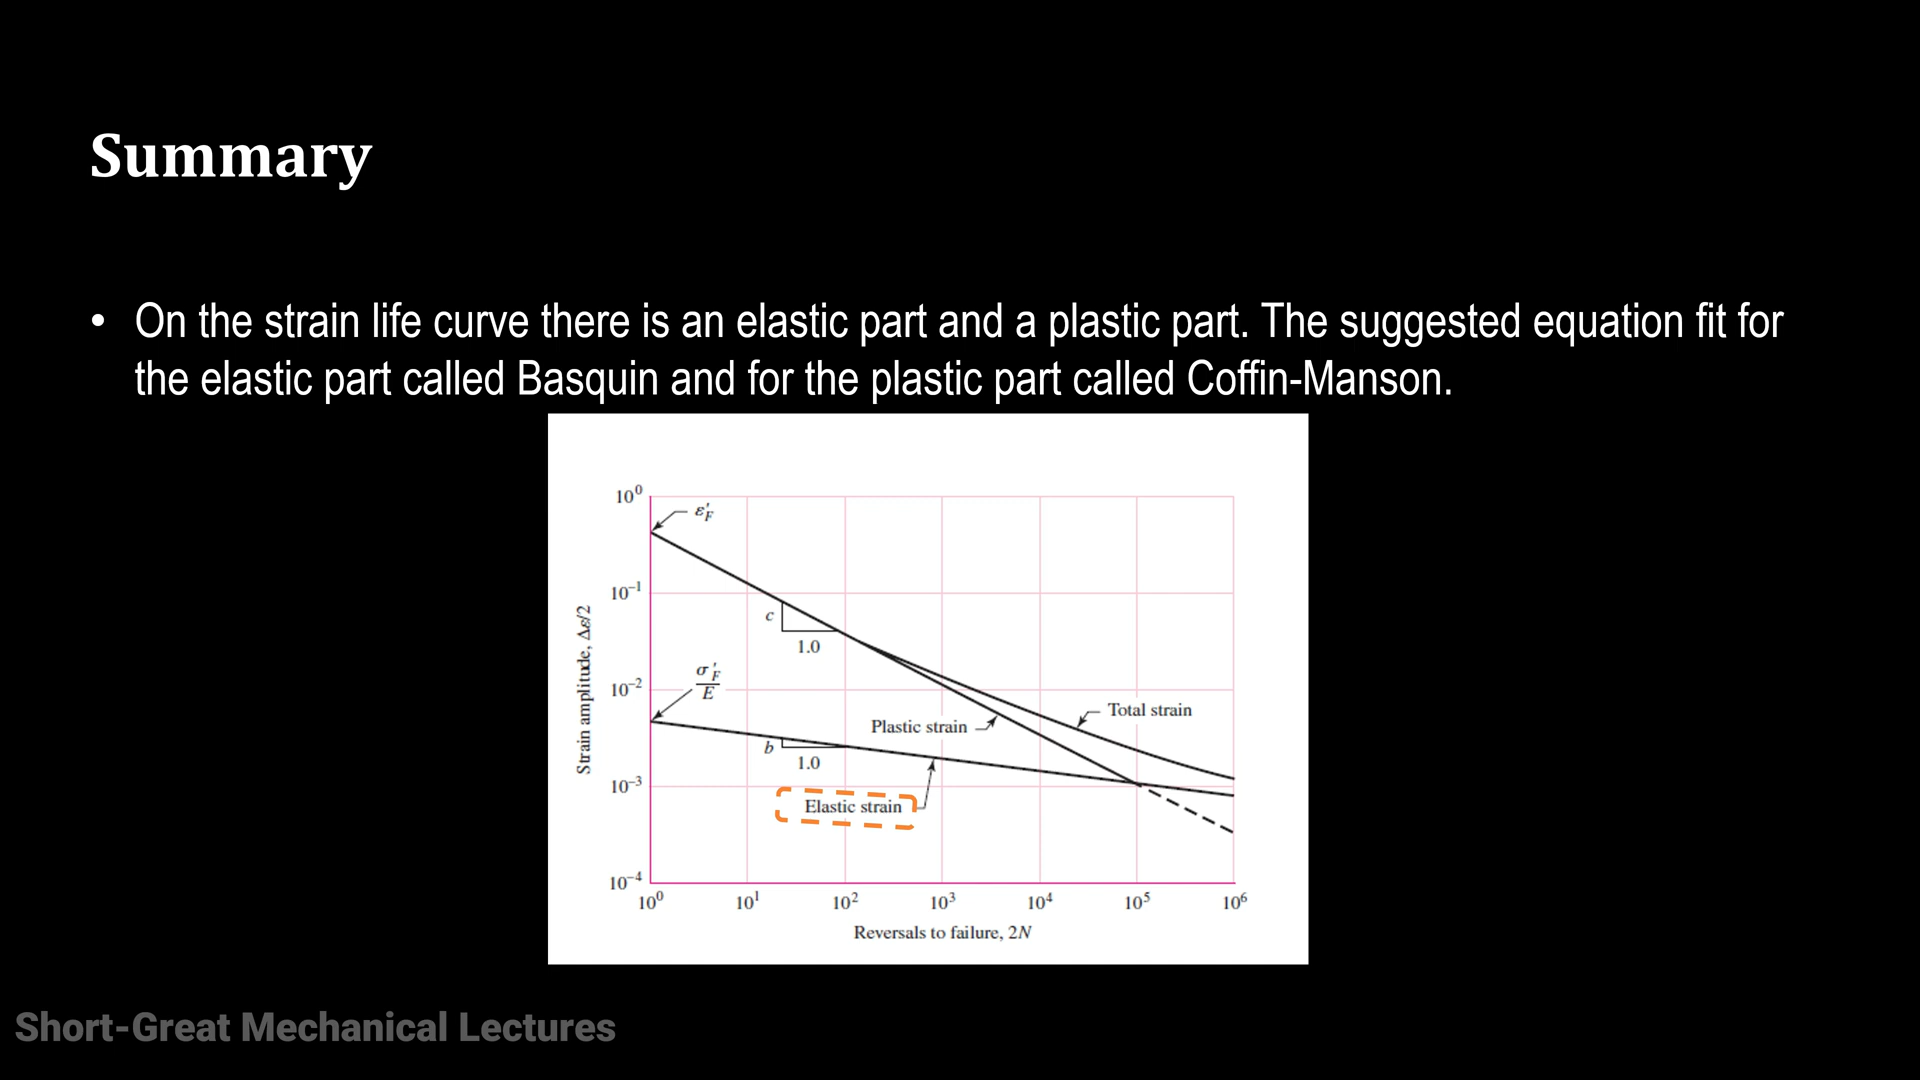 Summary
• On the strain life curve there is an elastic part and a plastic part. The suggested equation fit for
the elastic part called Basquin and for the plastic part called Coffin-Manson.
10⁰
ε′F
10⁻¹
c
1.0
Strain amplitude, Δε/2
10⁻²
σ′F
E
Total strain
Plastic strain
b
1.0
10⁻³
Elastic strain
10⁻⁴
10⁰ 10¹ 10² 10³ 10⁴ 10⁵ 10⁶
Reversals to failure, 2N
Short-Great Mechanical Lectures